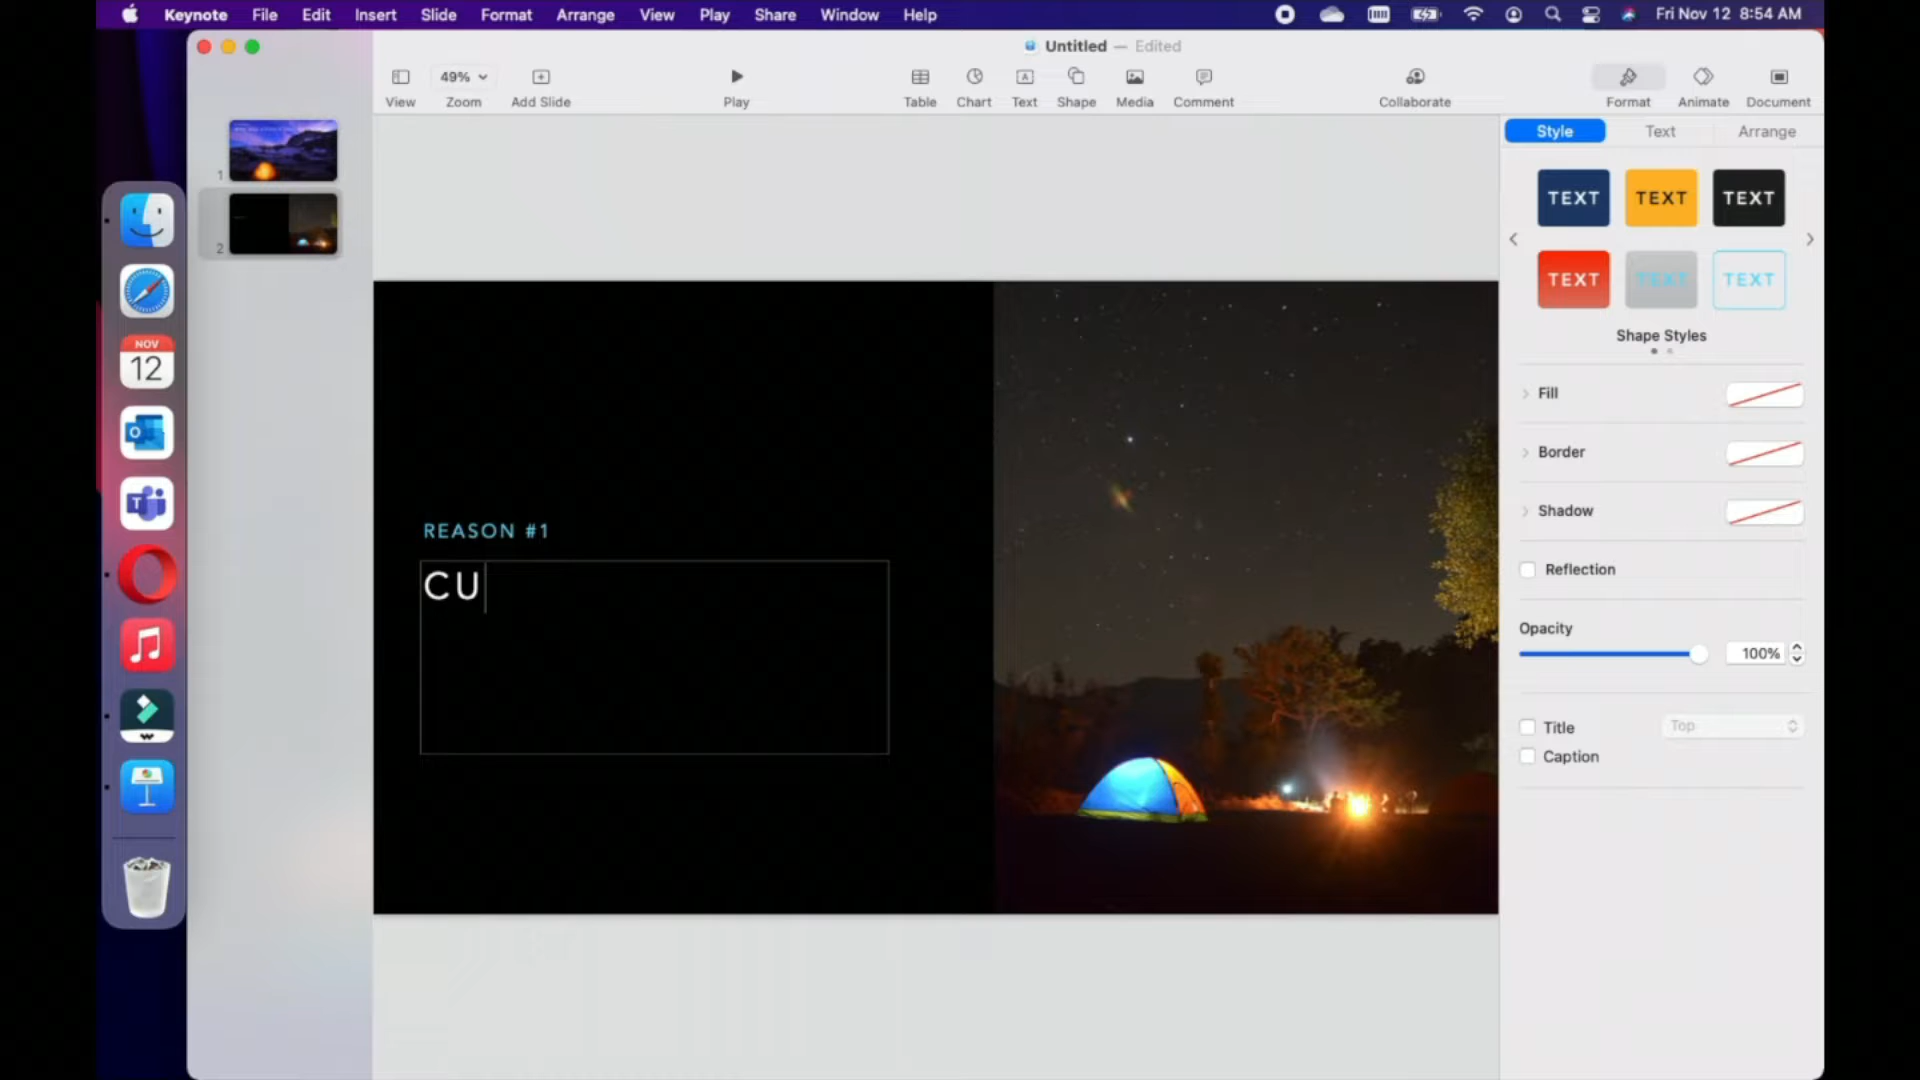 Keynote File Edit Insert Slide Format Arrange View Play Share Window Help Fri Nov 12 8:54 AM
Untitled — Edited
49%
View Zoom Add Slide Play Table Chart Text Shape Media Comment Collaborate Format Animate Document
Style Text Arrange
1
2
NOV
12
REASON #1
CU
TEXT TEXT TEXT
TEXT TEXT TEXT
Shape Styles
Fill
Border
Shadow
Reflection
Opacity
100%
Title Top
Caption